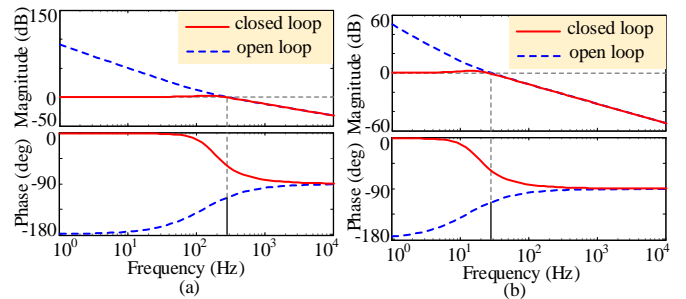 150
closed loop
open loop
0
-50
Magnitude (dB)
0
-90
-180
Phase (deg)
10^0 10^1 10^2 10^3 10^4
Frequency (Hz)
(a)
60
closed loop
open loop
0
-60
Magnitude (dB)
0
-90
-180
Phase (deg)
10^0 10^1 10^2 10^3 10^4
Frequency (Hz)
(b)